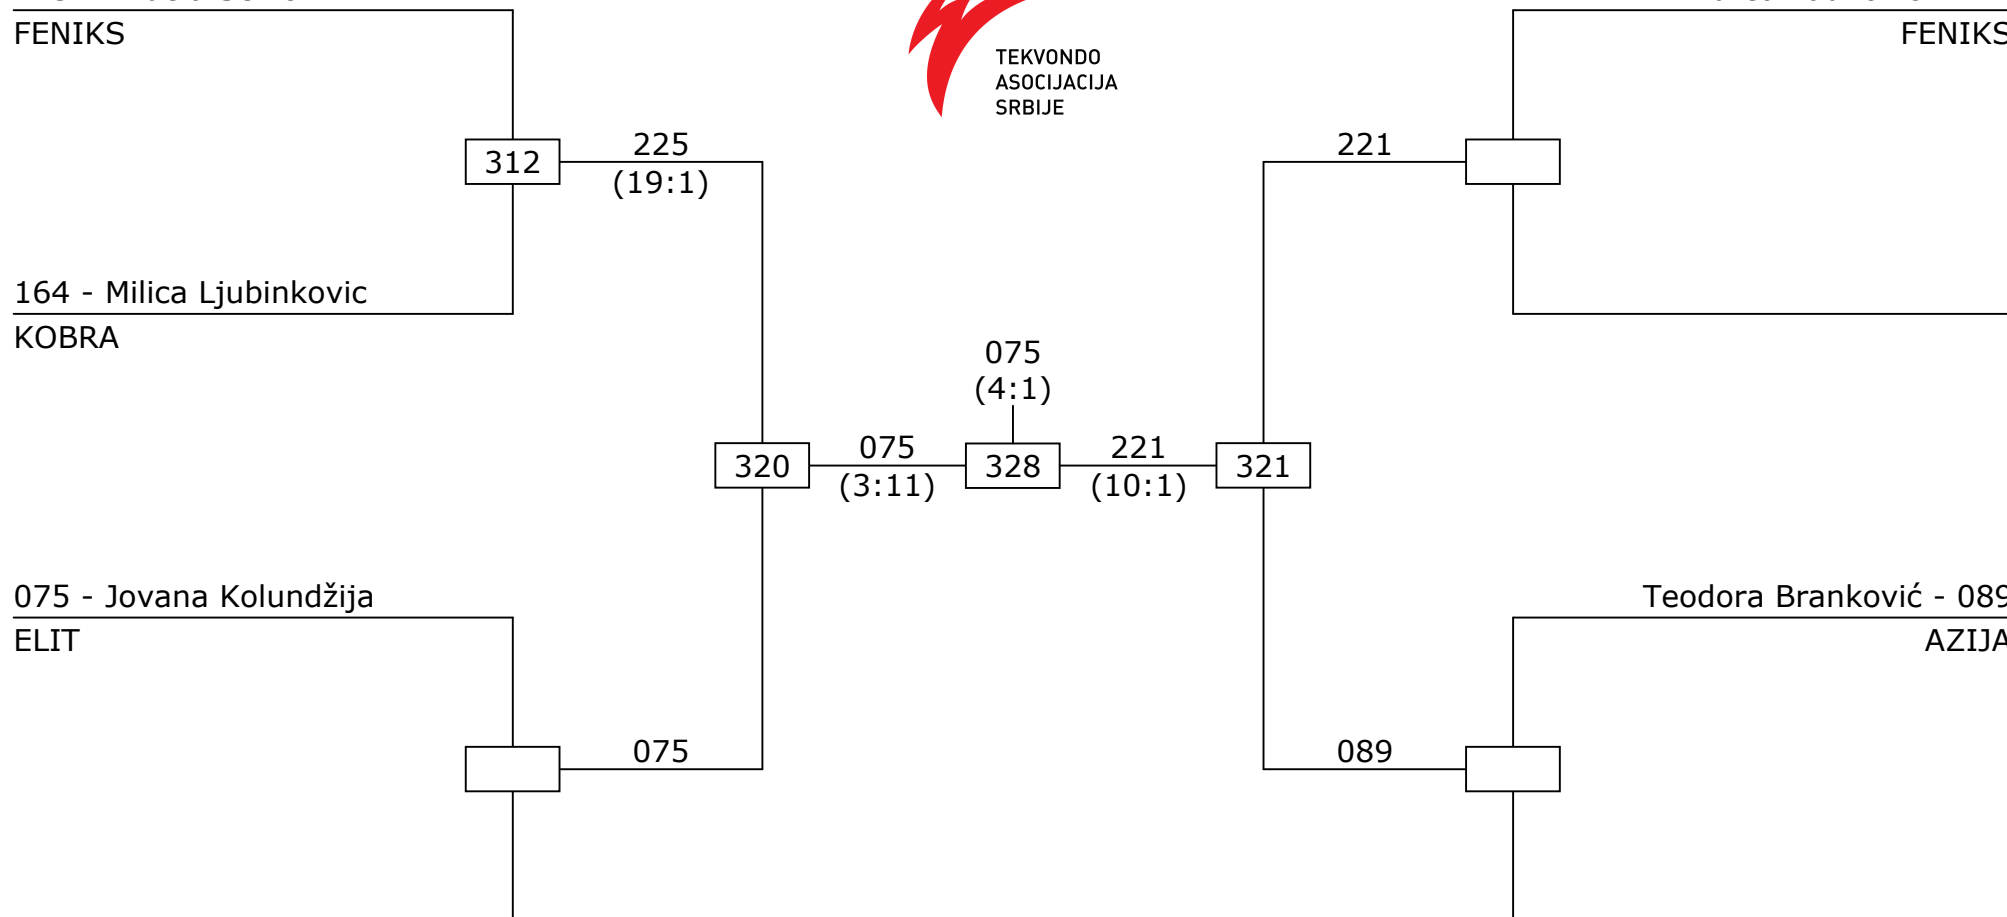 FENIKS
FENIKS
TEKVONDO
ASOCIJACIJA
SRBIJE
312
225
(19:1)
221
164 - Milica Ljubinkovic
KOBRA
075
(4:1)
320
075
(3:11)
328
221
(10:1)
321
075 - Jovana Kolundžija
ELIT
Teodora Branković - 089
AZIJA
075
089